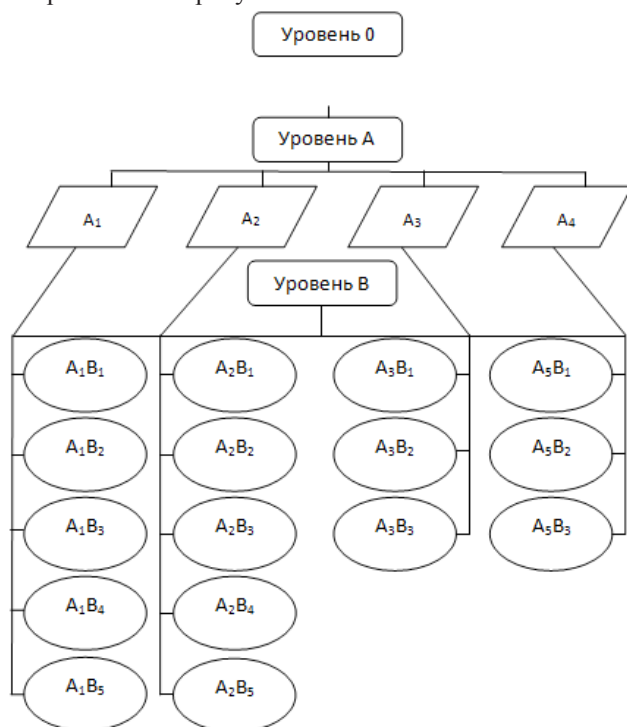 Уровень 0
Уровень А
A₁ A₂ A₃ A₄
Уровень В
A₁B₁ A₂B₁ A₃B₁ A₅B₁
A₁B₂ A₂B₂ A₃B₂ A₅B₂
A₁B₃ A₂B₃ A₃B₃ A₅B₃
A₁B₄ A₂B₄
A₁B₅ A₂B₅